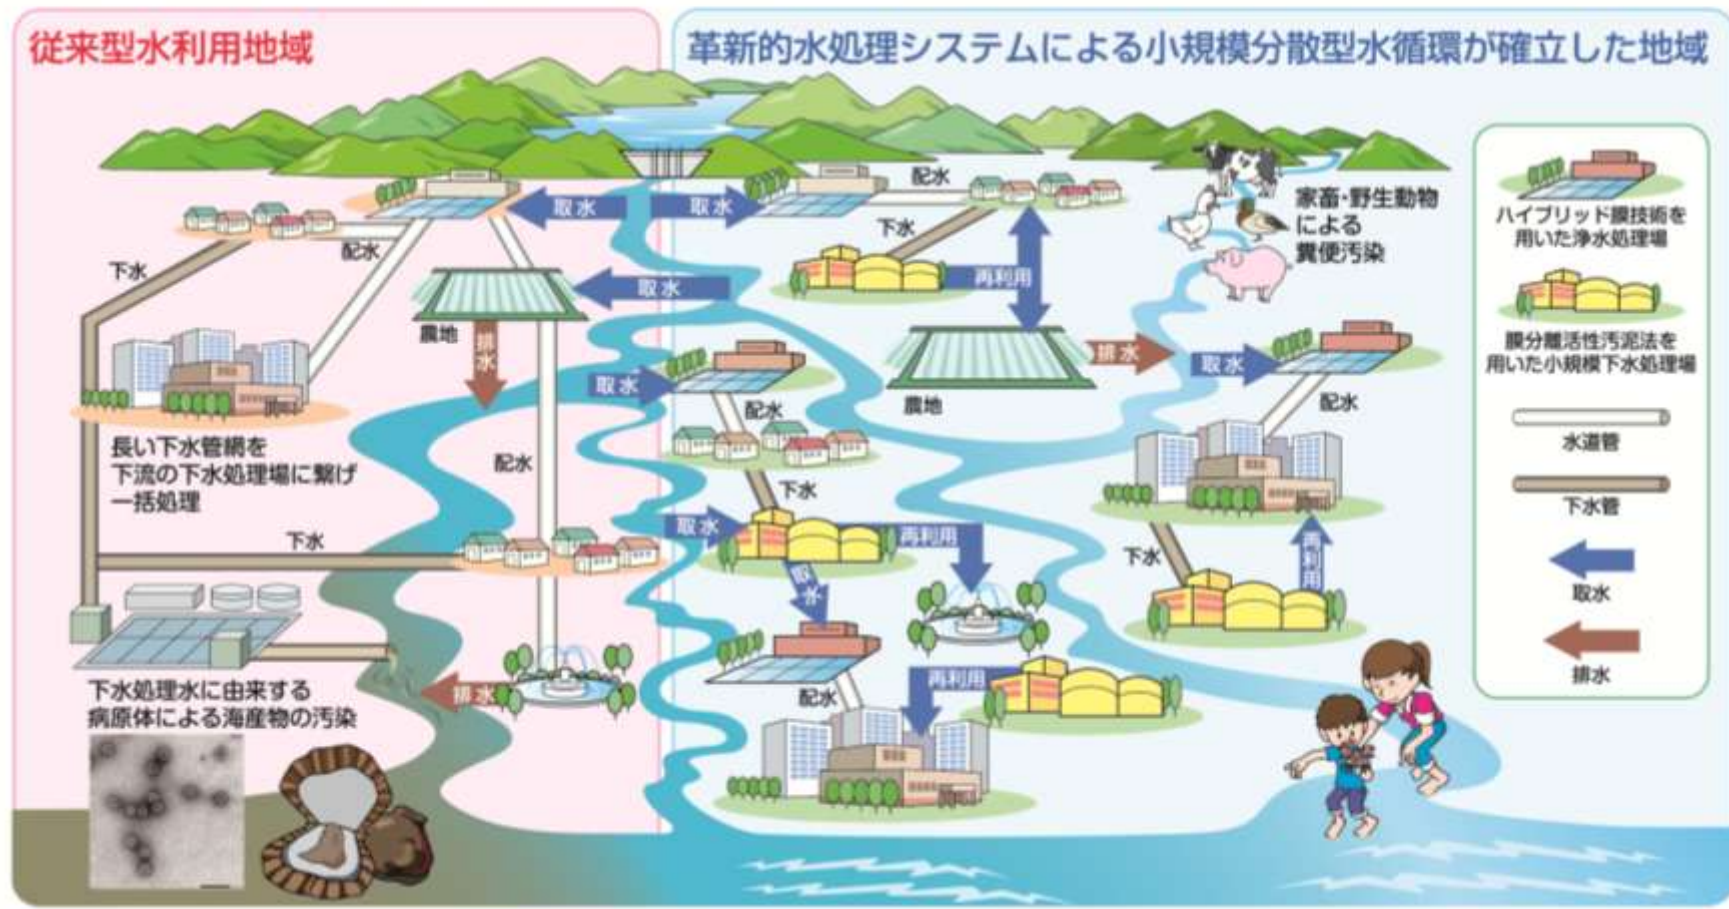 従来型水利用地域
革新的水処理システムによる小規模分散型水循環が確立した地域
取水
取水
配水
下水
配水
下水
取水
農地
排水
再利用
農地
排水
家畜・野生動物
による
糞便汚染
取水
配水
取水
配水
長い下水管網を
下流の下水処理場に繋げ
一括処理
配水
下水
下水
取水
再利用
取水
下水
再利用
下水処理水に由来する
病原体による海産物の汚染
排水
配水
再利用
ハイブリッド膜技術を
用いた浄水処理場
膜分離活性汚泥法を
用いた小規模下水処理場
水道管
下水管
取水
排水